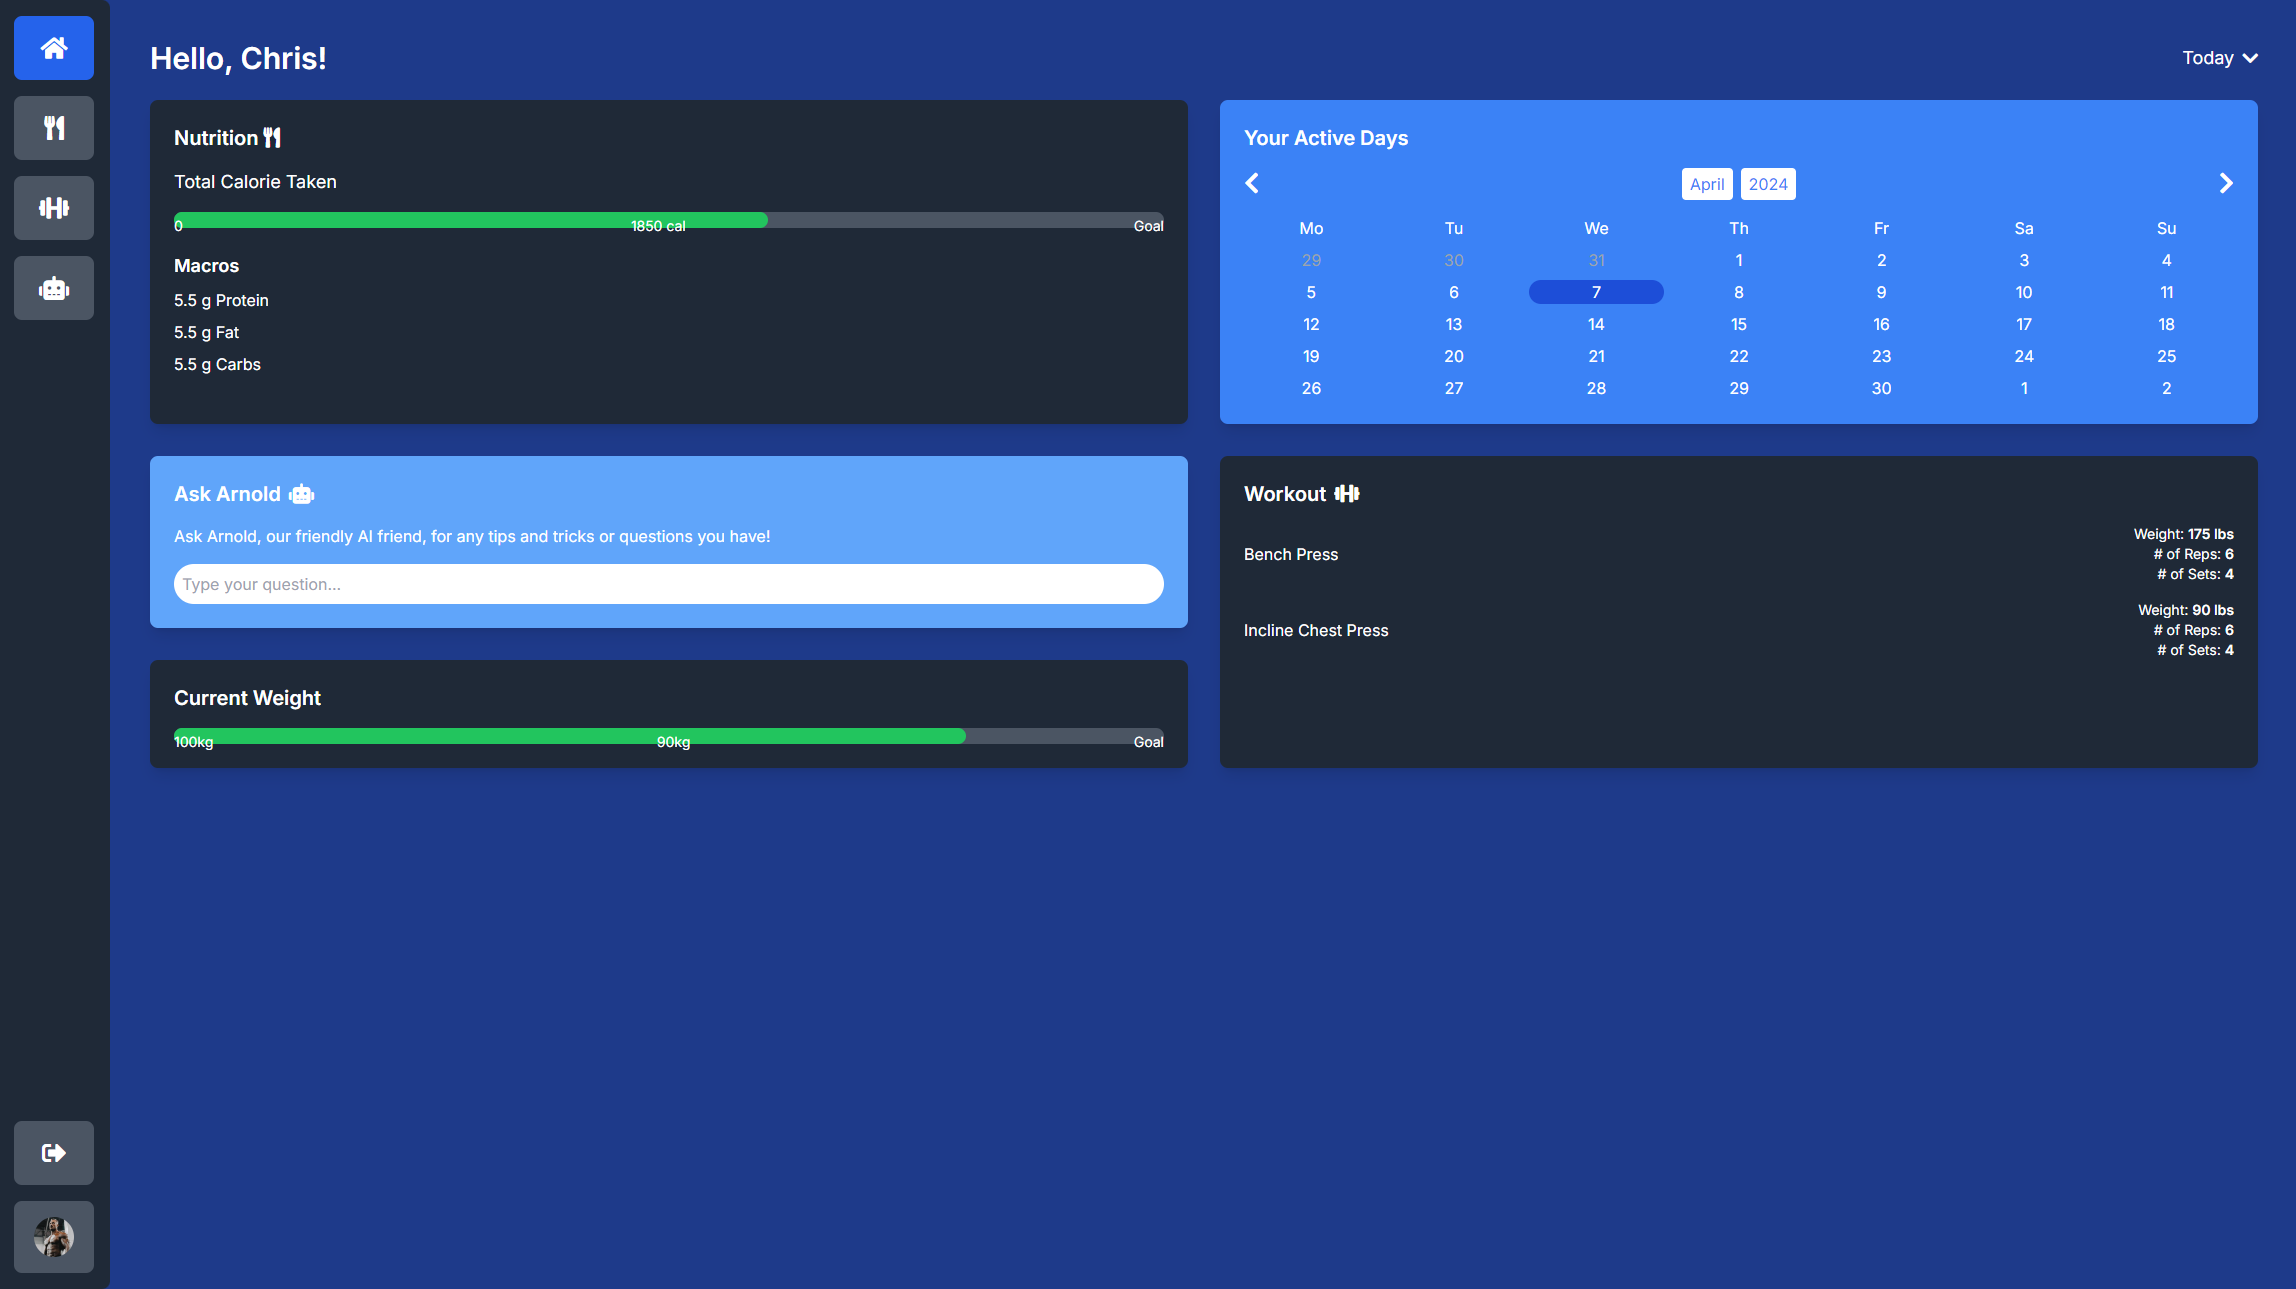 Hello, Chris!
Today
Nutrition
Total Calorie Taken
0 1850 cal Goal
Macros
5.5 g Protein
5.5 g Fat
5.5 g Carbs
Your Active Days
April 2024
Mo Tu We Th Fr Sa Su
29 30 31 1 2 3 4
5 6 7 8 9 10 11
12 13 14 15 16 17 18
19 20 21 22 23 24 25
26 27 28 29 30 1 2
Ask Arnold
Ask Arnold, our friendly AI friend, for any tips and tricks or questions you have!
Type your question...
Current Weight
100kg 90kg Goal
Workout
Bench Press
Weight: 175 lbs
# of Reps: 6
# of Sets: 4
Incline Chest Press
Weight: 90 lbs
# of Reps: 6
# of Sets: 4